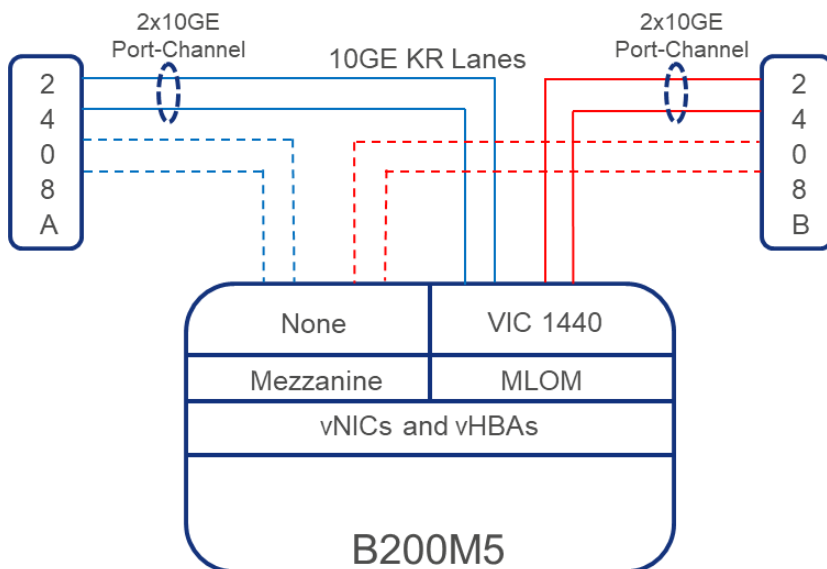 2x10GE
Port-Channel
10GE KR Lanes
2x10GE
Port-Channel
2
4
0
8
A
2
4
0
8
B
None
VIC 1440
Mezzanine
MLOM
vNICs and vHBAs
B200M5